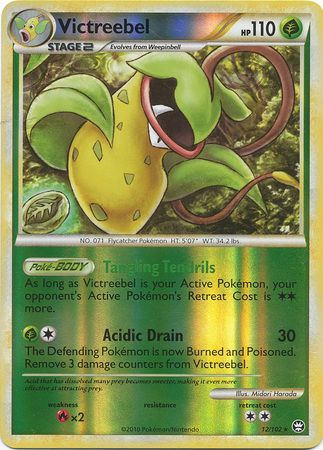 Victreebel
HP 110
STAGE 2 Evolves from Weepinbell
NO. 071 Flycatcher Pokémon HT: 5'07" WT: 34.2 lbs.
Poké-BODY Tangling Tendrils
As long as Victreebel is your Active Pokémon, your
opponent's Active Pokémon's Retreat Cost is
more.
Acidic Drain 30
The Defending Pokémon is now Burned and Poisoned.
Remove 3 damage counters from Victreebel.
Acid that has dissolved many prey becomes sweeter, making it even more
effective at attracting prey.
Illus. Midori Harada
weakness resistance retreat cost
×2
©2010 Pokémon/Nintendo
12/102 ★